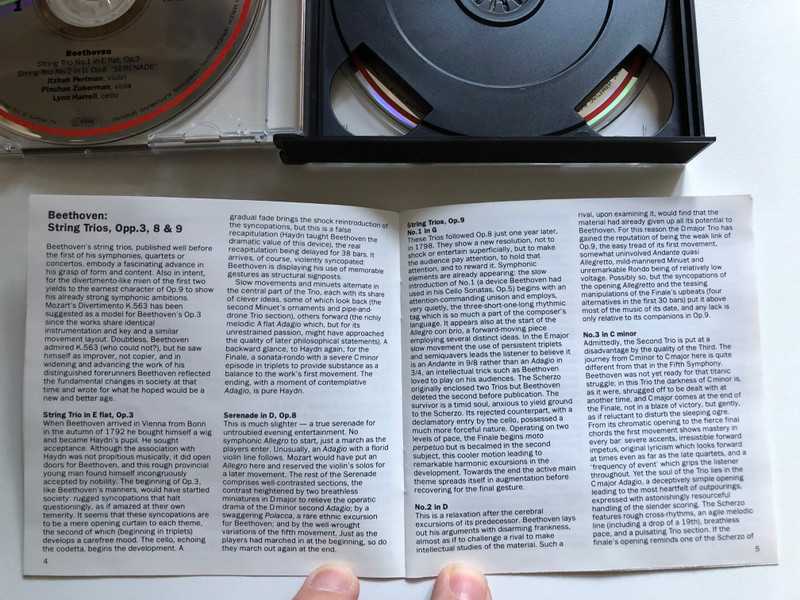 1
Beethoven
String Trio No.1 in E flat, Op.3
String Trio No.2 in D, Op.8 "SERENADE"
Itzhak Perlman, violin
Pinchas Zukerman, viola
Lynn Harrell, cello
Beethoven:
String Trios, Opp.3, 8 & 9
Beethoven's string trios, published well before
the first of his symphonies, quartets or
concertos, embody a fascinating advance in
his grasp of form and content. Also in intent,
for the divertimento-like men of the first two
yields to the earnest character of Op.9 to show
his already strong symphonic ambitions.
Mozart's Divertimento K.563 has been
suggested as a model for Beethoven's Op.3
since the works share identical
instrumentation and key and a similar
movement layout. Doubtless, Beethoven
admired K.563 (who could not?), but he saw
himself as improver, not copier, and in
widening and advancing the work of his
distinguished forerunners Beethoven reflected
the fundamental changes in society at that
time and wrote for what he hoped would be a
new and better age.
String Trio in E flat, Op.3
When Beethoven arrived in Vienna from Bonn
in the autumn of 1792 he bought himself a wig
and became Haydn's pupil. He sought
acceptance. Although the association with
Haydn was not propitious musically, it did open
doors for Beethoven, and this rough provincial
young man found himself incongruously
accepted by nobility. The beginning of Op.3,
like Beethoven's manners, would have startled
society: rugged syncopations that halt
questioningly, as if amazed at their own
temerity. It seems that these syncopations are
to be a mere opening curtain to each theme,
the second of which (beginning in triplets)
develops a carefree mood. The cello, echoing
the codetta, begins the development. A
4
gradual fade brings the shock reintroduction of
the syncopations, but this is a false
recapitulation (Haydn taught Beethoven the
dramatic value of this device), the real
recapitulation being delayed for 38 bars. It
arrives, of course, violently syncopated.
Beethoven is displaying his use of memorable
gestures as structural signposts.
Slow movements and minuets alternate in
the central part of the Trio, each with its share
of clever ideas, some of which look back (the
second Minuet's ornaments and pipe-and-
drone Trio section), others forward (the richly
melodic A flat Adagio which, but for its
unrestrained passion, might have approached
the quality of later philosophical statements). A
backward glance, to Haydn again, for the
Finale, a sonata-rondo with a severe C minor
episode in triplets to provide substance as a
balance to the work's first movement. The
ending, with a moment of contemplative
Adagio, is pure Haydn.
Serenade in D, Op.8
This is much slighter — a true serenade for
untroubled evening entertainment. No
symphonic Allegro to start, just a march as the
players enter. Unusually, an Adagio with a florid
violin line follows. Mozart would have put an
Allegro here and reserved the violin's solos for
a later movement. The rest of the Serenade
comprises well-contrasted sections, the
contrast heightened by two breathless
miniatures in D major to relieve the operatic
drama of the D minor second Adagio; by a
swaggering Polacca, a rare ethnic excursion
for Beethoven; and by the well-wrought
variations of the fifth movement. Just as the
players had marched in at the beginning, so do
they march out again at the end.
String Trios, Op.9
No.1 in G
These Trios followed Op.8 just one year later,
in 1798. They show a new resolution, not to
shock or entertain superficially, but to make
the audience pay attention, to hold that
attention, and to reward it. Symphonic
elements are already appearing: the slow
introduction of No.1 (a device Beethoven had
used in his Cello Sonatas, Op.5) begins with an
attention-commanding unison and employs,
very quietly, the three-short-one-long rhythmic
tag which is so much a part of the composer's
language. It appears also at the start of the
Allegro con brio, a forward-moving piece
employing several distinct ideas. In the E major
slow movement the use of persistent triplets
and semiquavers leads the listener to believe it
is an Andante in 9/8 rather than an Adagio in
3/4, an intellectual trick such as Beethoven
loved to play on his audiences. The Scherzo
originally enclosed two Trios but Beethoven
deleted the second before publication. The
survivor is a timid soul, anxious to yield ground
to the Scherzo. Its rejected counterpart, with a
declamatory entry by the cello, possessed a
much more forceful nature. Operating on two
levels of pace, the Finale begins moto
perpetuo but is becalmed in the second
subject, this cooler motion leading to
remarkable harmonic excursions in the
development. Towards the end the active main
theme spreads itself in augmentation before
recovering for the final gesture.
No.2 in D
This is a relaxation after the cerebral
excursions of its predecessor. Beethoven lays
out his arguments with disarming frankness,
almost as if to challenge a rival to make
intellectual studies of the material. Such a
rival, upon examining it, would find that the
material had already given up all its potential to
Beethoven. For this reason the D major Trio has
gained the reputation of being the weak link of
Op.9, the easy tread of its first movement,
somewhat uninvolved Andante quasi
Allegretto, mild-mannered Minuet and
unremarkable Rondo being of relatively low
voltage. Possibly so, but the syncopations of
the opening Allegretto and the teasing
manipulations of the Finale's upbeats (four
alternatives in the first 30 bars) put it above
most of the music of its date, and any lack is
only relative to its companions in Op.9.
No.3 in C minor
Admittedly, the Second Trio is put at a
disadvantage by the quality of the Third. The
journey from C minor to C major here is quite
different from that in the Fifth Symphony.
Beethoven was not yet ready for that titanic
struggle; in this Trio the darkness of C minor is,
as it were, shrugged off to be dealt with at
another time, and C major comes at the end of
the Finale, not in a blaze of victory, but gently,
as if reluctant to disturb the sleeping ogre.
From its chromatic opening to the fierce final
chords the first movement shows mastery in
every bar: severe accents, irresistible forward
impetus, original lyricism which looks forward
at times even as far as the late quartets, and a
'frequency of event' which grips the listener
throughout. Yet the soul of the Trio lies in the
C major Adagio, a deceptively simple opening
leading to the most heartfelt of outpourings,
expressed with astonishingly resourceful
handling of the slender scoring. The Scherzo
features rough cross-rhythms, an agile melodic
line (including a drop of a 19th), breathless
pace, and a pulsating Trio section. If the
finale's opening reminds one of the Scherzo of
5